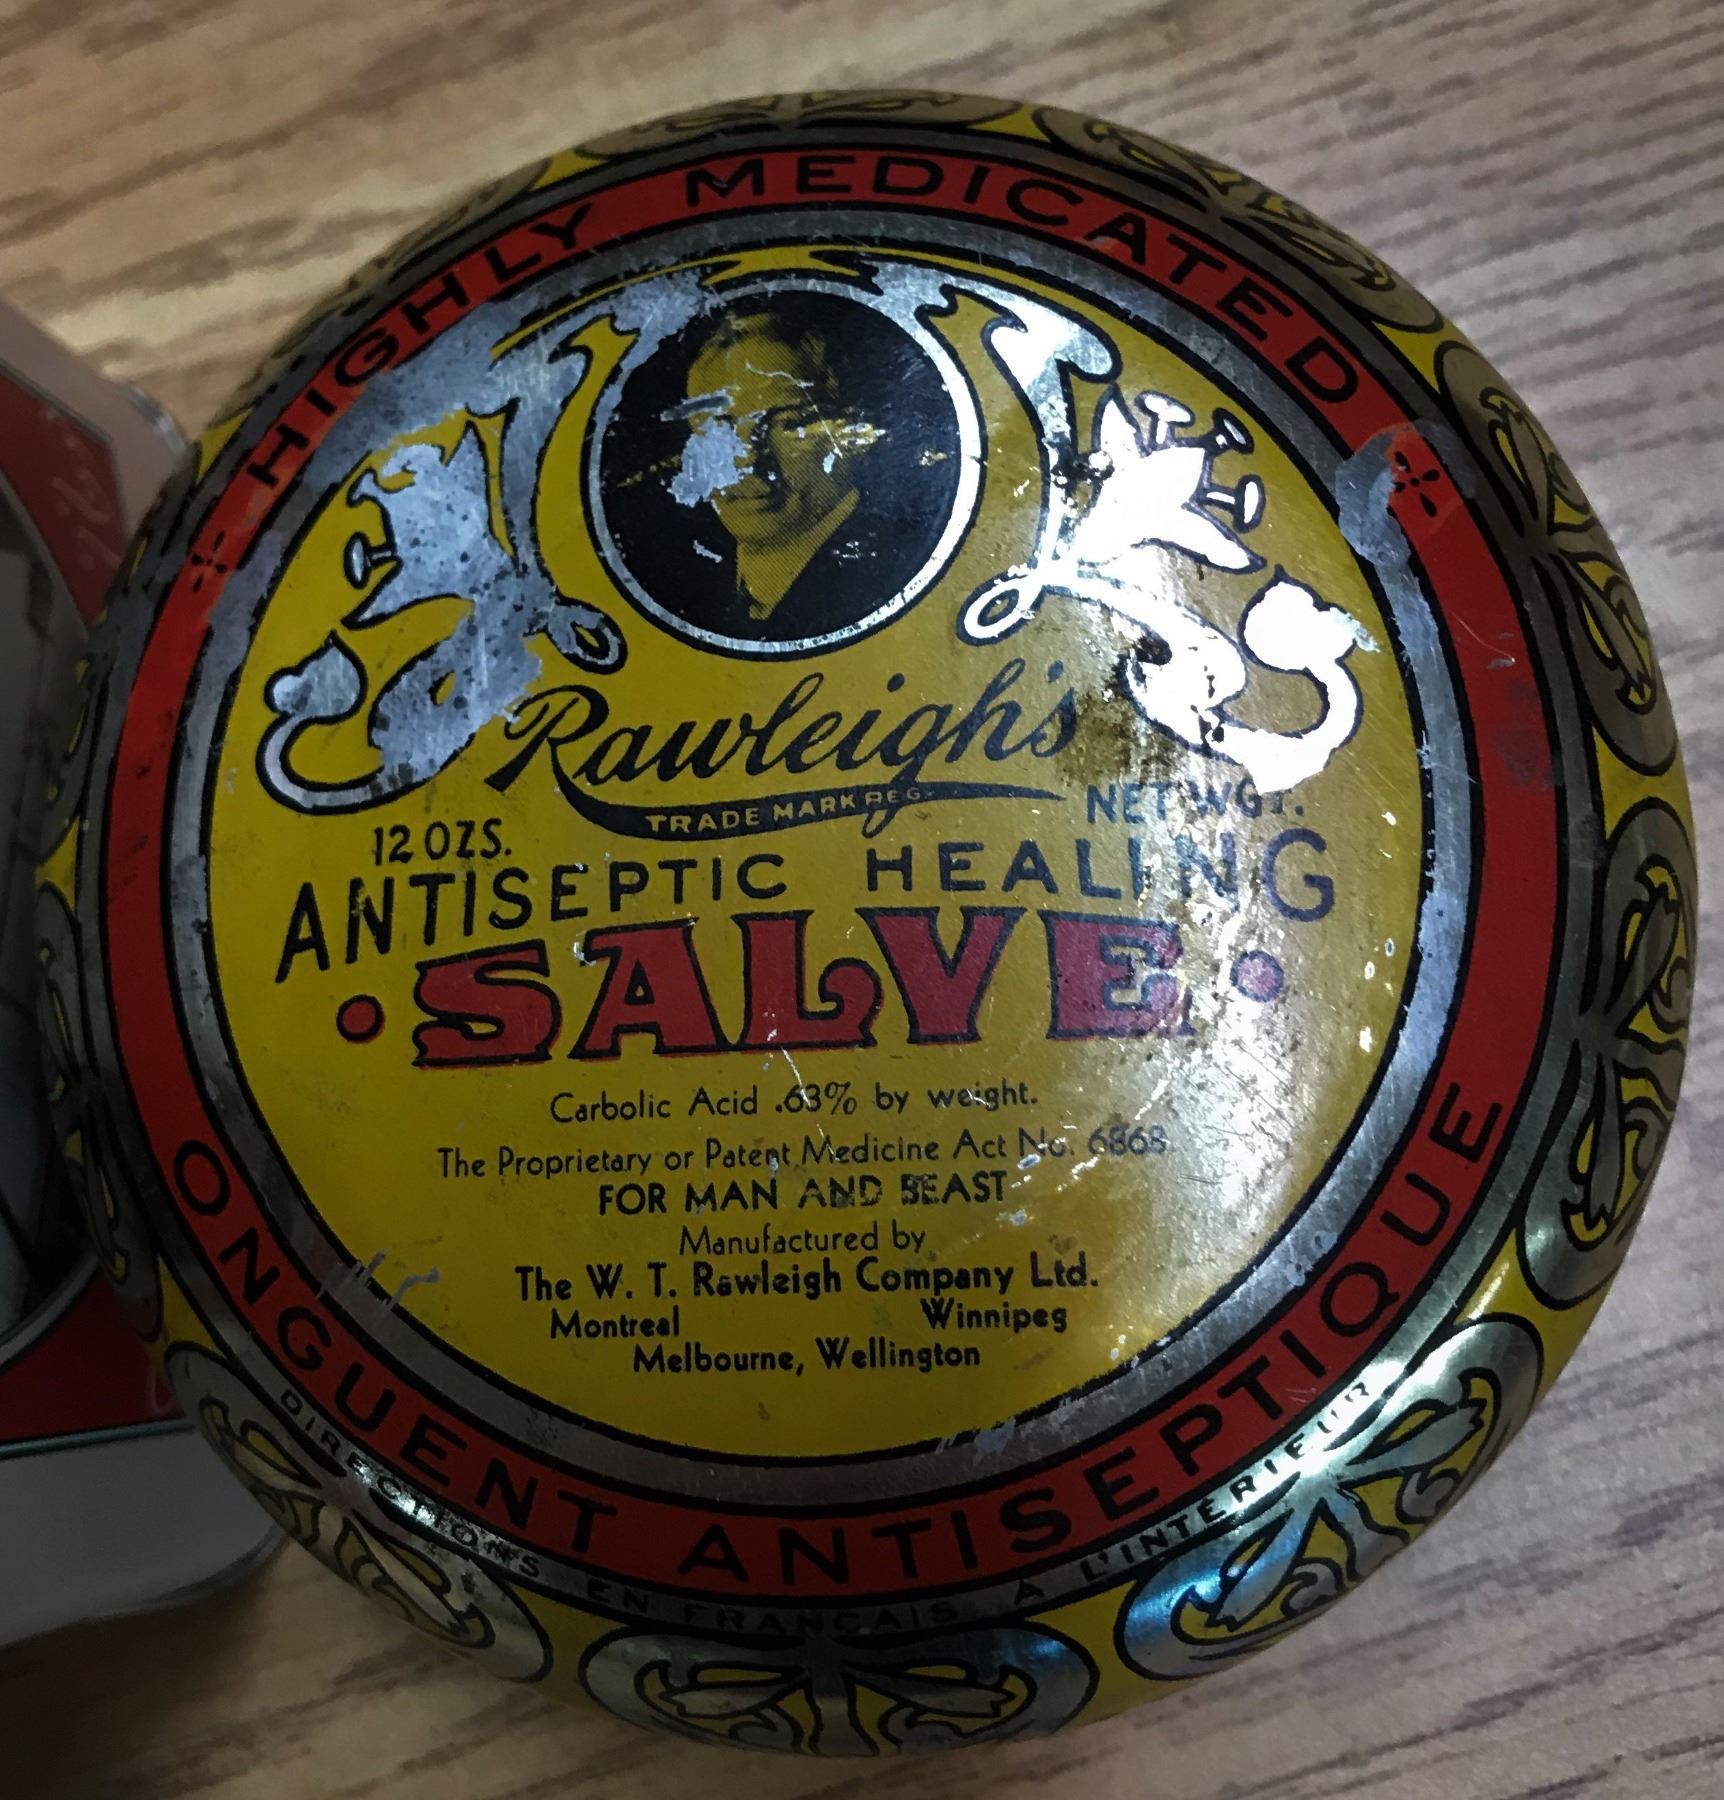 HIGHLY MEDICATED
Rawleigh's
TRADE MARK REG.
12 OZS.
NET WGT.
ANTISEPTIC HEALING
• SALVE •
Carbolic Acid .63% by weight.
The Proprietary or Patent Medicine Act No. 6868
FOR MAN AND BEAST
Manufactured by
The W. T. Rawleigh Company Ltd.
Montreal Winnipeg
Melbourne, Wellington
ONGUENT ANTISEPTIQUE
DIRECTIONS EN FRANÇAIS À L'INTÉRIEUR